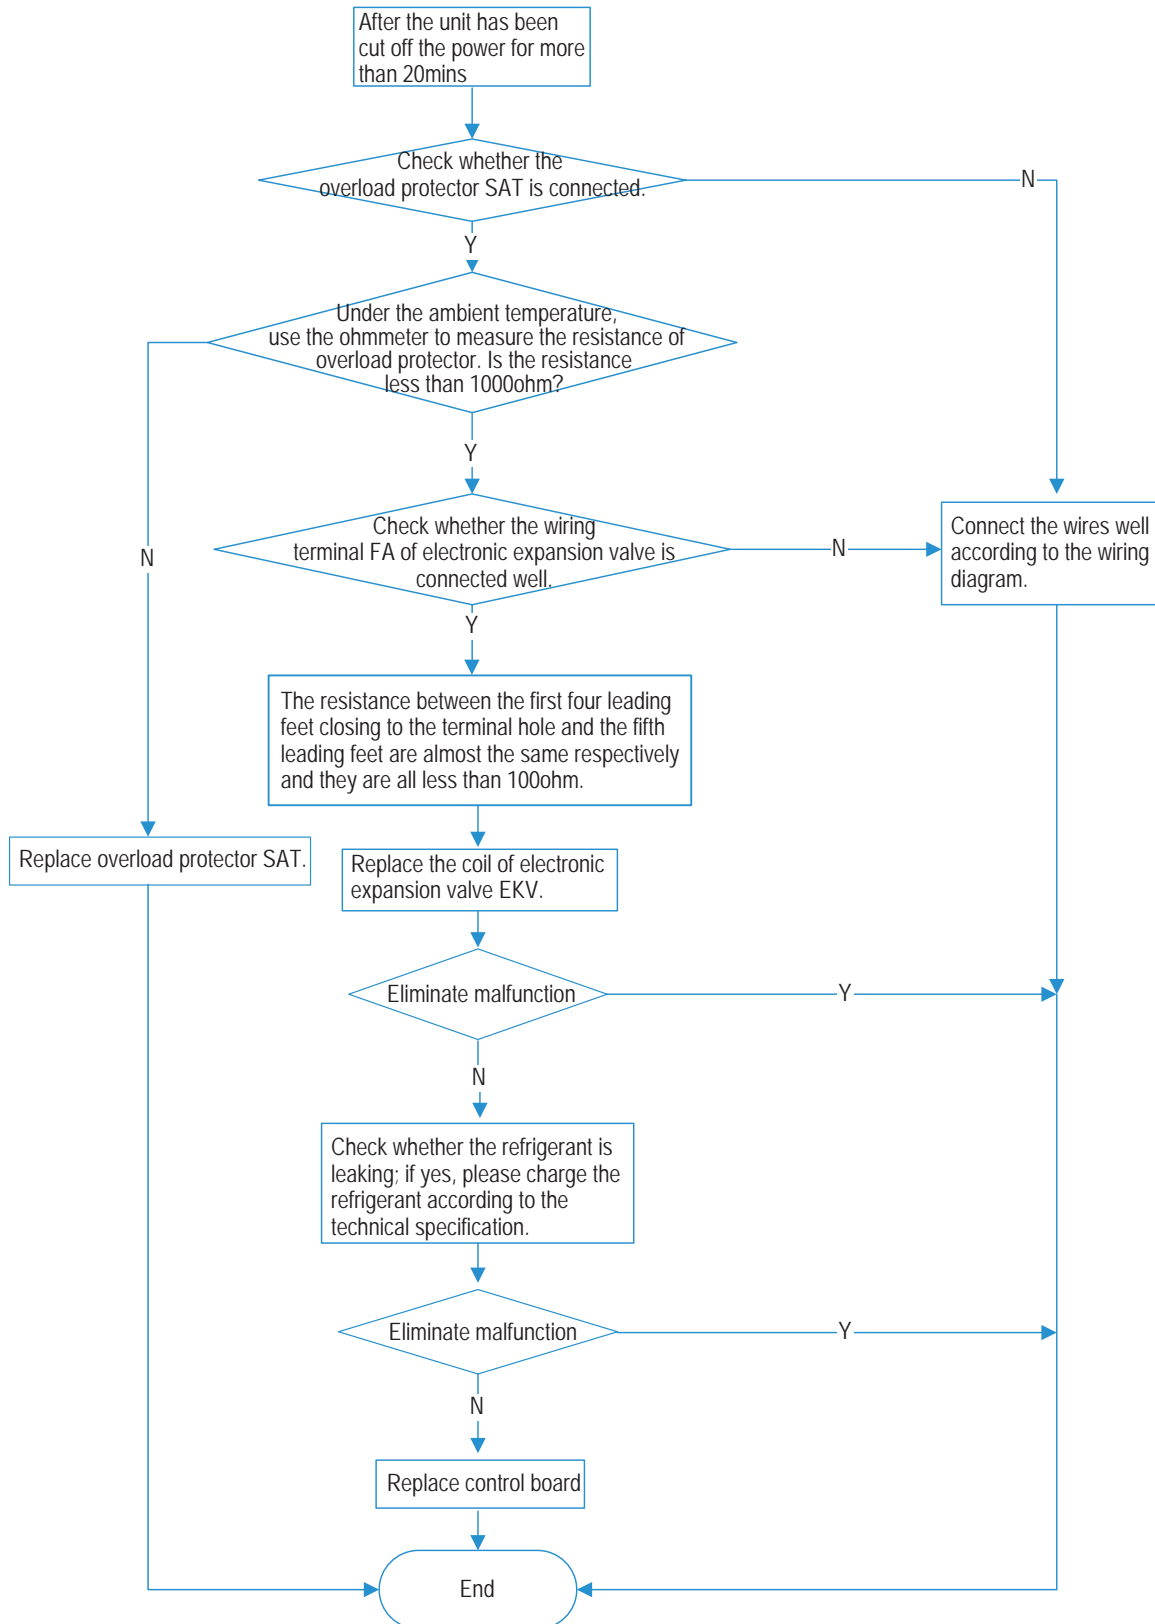 After the unit has been
cut off the power for more
than 20mins
Check whether the
overload protector SAT is connected.
N
Y
Under the ambient temperature,
use the ohmmeter to measure the resistance of
overload protector. Is the resistance
less than 1000ohm?
Y
N
Check whether the wiring
terminal FA of electronic expansion valve is
connected well.
N
Connect the wires well
according to the wiring
diagram.
Y
The resistance between the first four leading
feet closing to the terminal hole and the fifth
leading feet are almost the same respectively
and they are all less than 100ohm.
Replace overload protector SAT.
Replace the coil of electronic
expansion valve EKV.
Eliminate malfunction
Y
N
Check whether the refrigerant is
leaking; if yes, please charge the
refrigerant according to the
technical specification.
Eliminate malfunction
Y
N
Replace control board
End